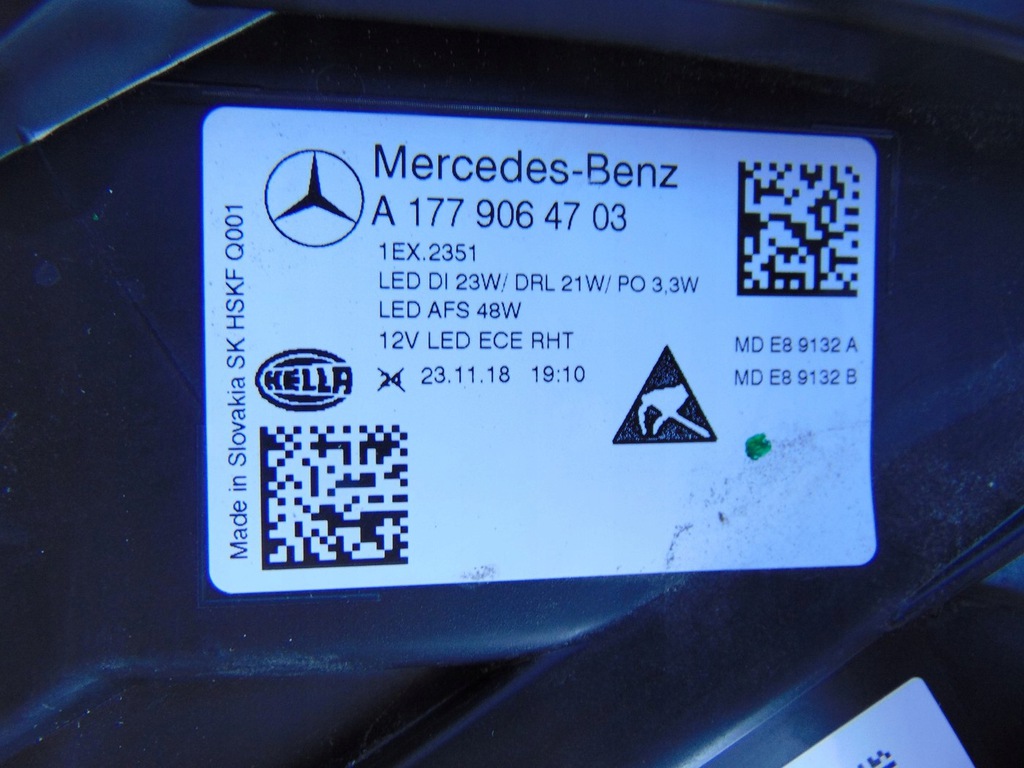 Mercedes-Benz
A 177 906 47 03
1EX.2351
LED DI 23W/ DRL 21W/ PO 3,3W
LED AFS 48W
12V LED ECE RHT
23.11.18 19:10
HELLA
MD E8 9132 A
MD E8 9132 B
Made in Slovakia SK HSKF Q001